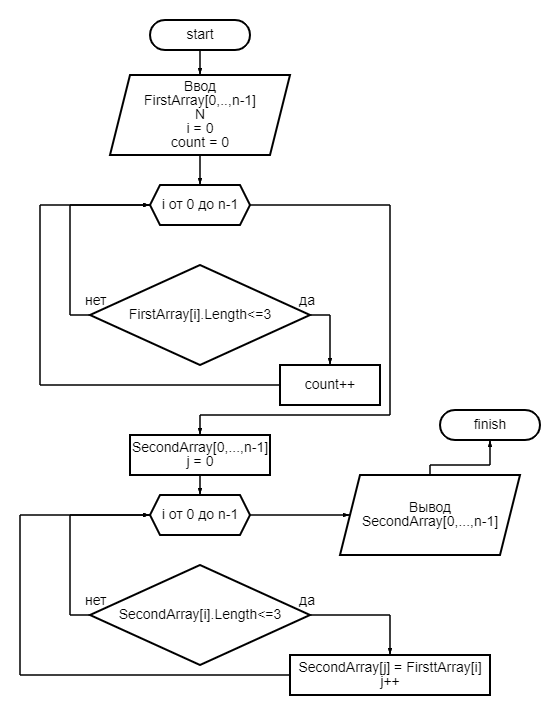 start
Ввод
FirstArray[0,..,n-1]
N
i = 0
count = 0
i от 0 до n-1
нет
да
FirstArray[i].Length<=3
count++
SecondArray[0,...,n-1]
j = 0
finish
i от 0 до n-1
Вывод
SecondArray[0,...,n-1]
нет
да
SecondArray[i].Length<=3
SecondArray[j] = FirsttArray[i]
j++